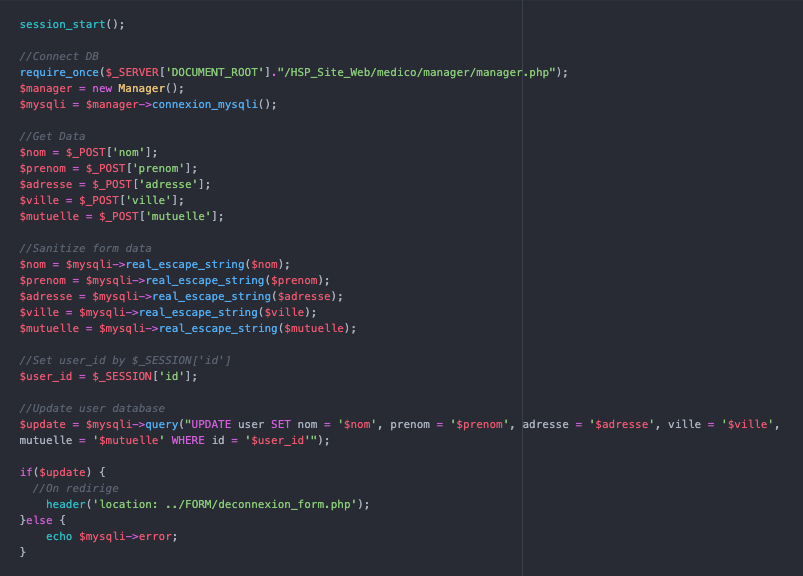 session_start();
//Connect DB
require_once($_SERVER['DOCUMENT_ROOT']."/HSP_Site_Web/medico/manager/manager.php");
$manager = new Manager();
$mysqli = $manager->connexion_mysqli();
//Get Data
$nom = $_POST['nom'];
$prenom = $_POST['prenom'];
$adresse = $_POST['adresse'];
$ville = $_POST['ville'];
$mutuelle = $_POST['mutuelle'];
//Sanitize form data
$nom = $mysqli->real_escape_string($nom);
$prenom = $mysqli->real_escape_string($prenom);
$adresse = $mysqli->real_escape_string($adresse);
$ville = $mysqli->real_escape_string($ville);
$mutuelle = $mysqli->real_escape_string($mutuelle);
//Set user_id by $_SESSION['id']
$user_id = $_SESSION['id'];
//Update user database
$update = $mysqli->query("UPDATE user SET nom = '$nom', prenom = '$prenom', adresse = '$adresse', ville = '$ville',
mutuelle = '$mutuelle' WHERE id = '$user_id'");
if($update) {
//On redirige
header('location: ../FORM/deconnexion_form.php');
}else {
echo $mysqli->error;
}